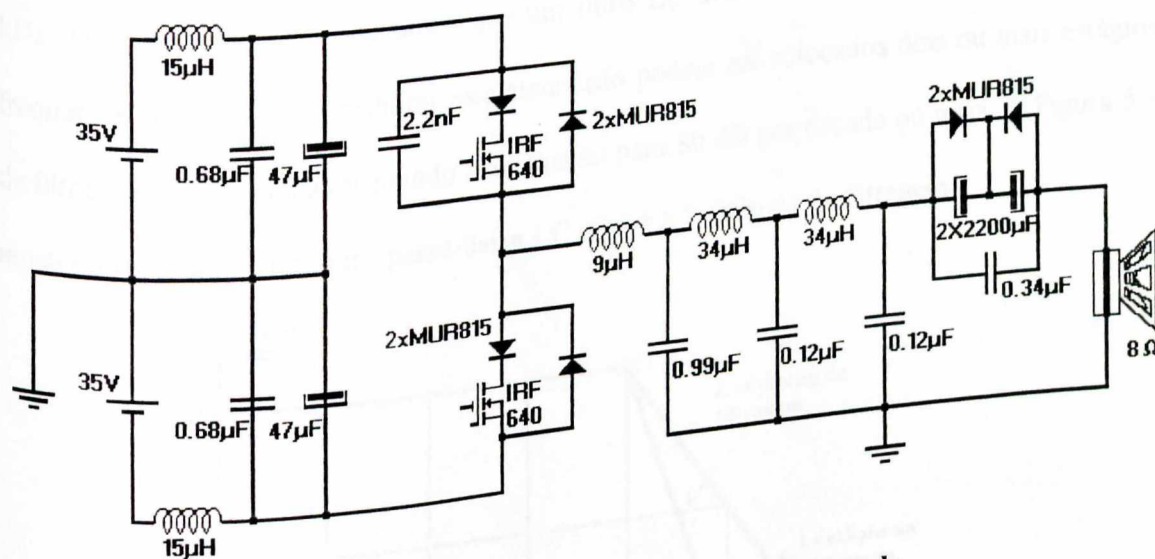 15µH
35V
0.68µF
47µF
2.2nF
IRF
640
2xMUR815
9µH
34µH
34µH
2xMUR815
2X2200µF
0.34µF
8Ω
0.99µF
0.12µF
0.12µF
2xMUR815
IRF
640
35V
0.68µF
47µF
15µH